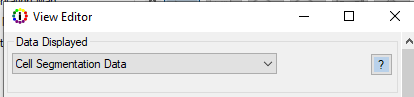 View Editor
Data Displayed
Cell Segmentation Data
?